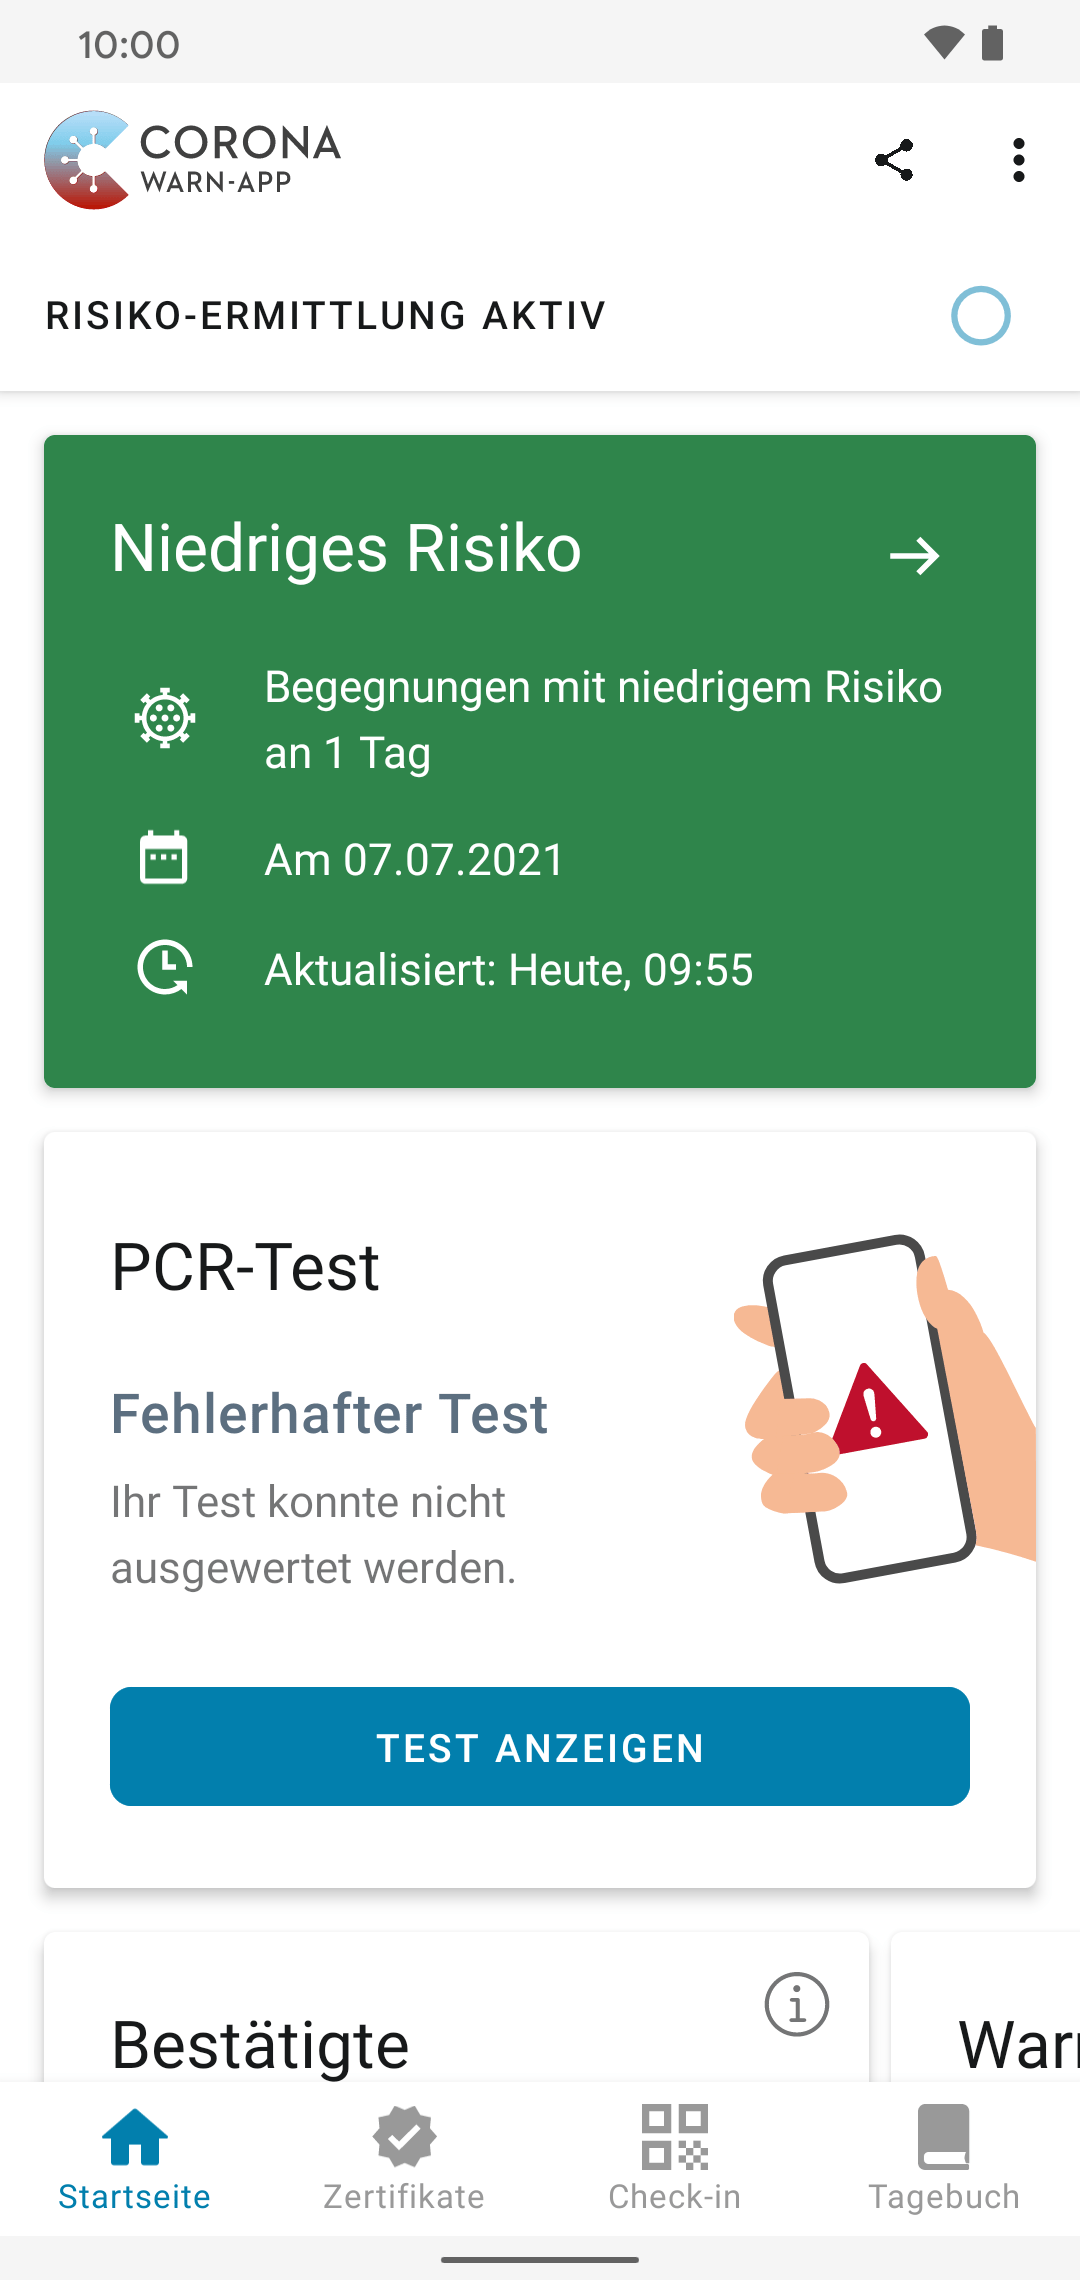 10:00
CORONA
WARN-APP
RISIKO-ERMITTLUNG AKTIV
Niedriges Risiko
Begegnungen mit niedrigem Risiko
an 1 Tag
Am 07.07.2021
Aktualisiert: Heute, 09:55
PCR-Test
Fehlerhafter Test
Ihr Test konnte nicht
ausgewertet werden.
TEST ANZEIGEN
Bestätigte
Startseite
Zertifikate
Check-in
Tagebuch